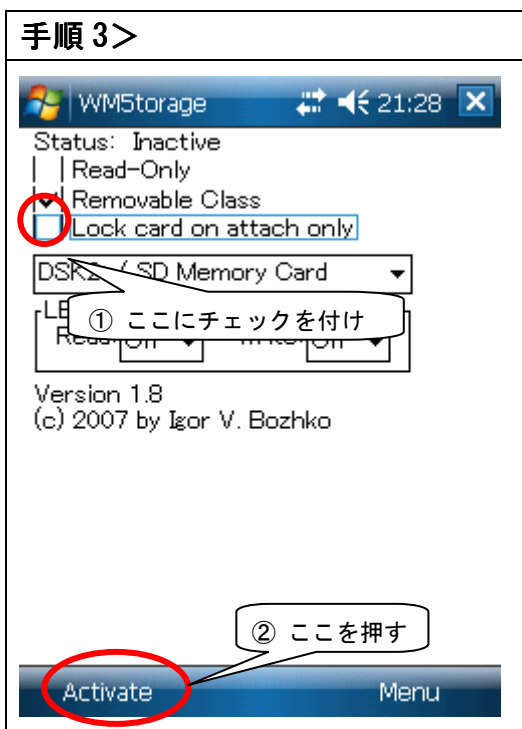 手順 3＞
WM5torage 21:28
Status: Inactive
Read-Only
Removable Class
Lock card on attach only
SD Memory Card
① ここにチェックを付け
Version 1.8
(c) 2007 by Igor V. Bozhko
② ここを押す
Activate Menu